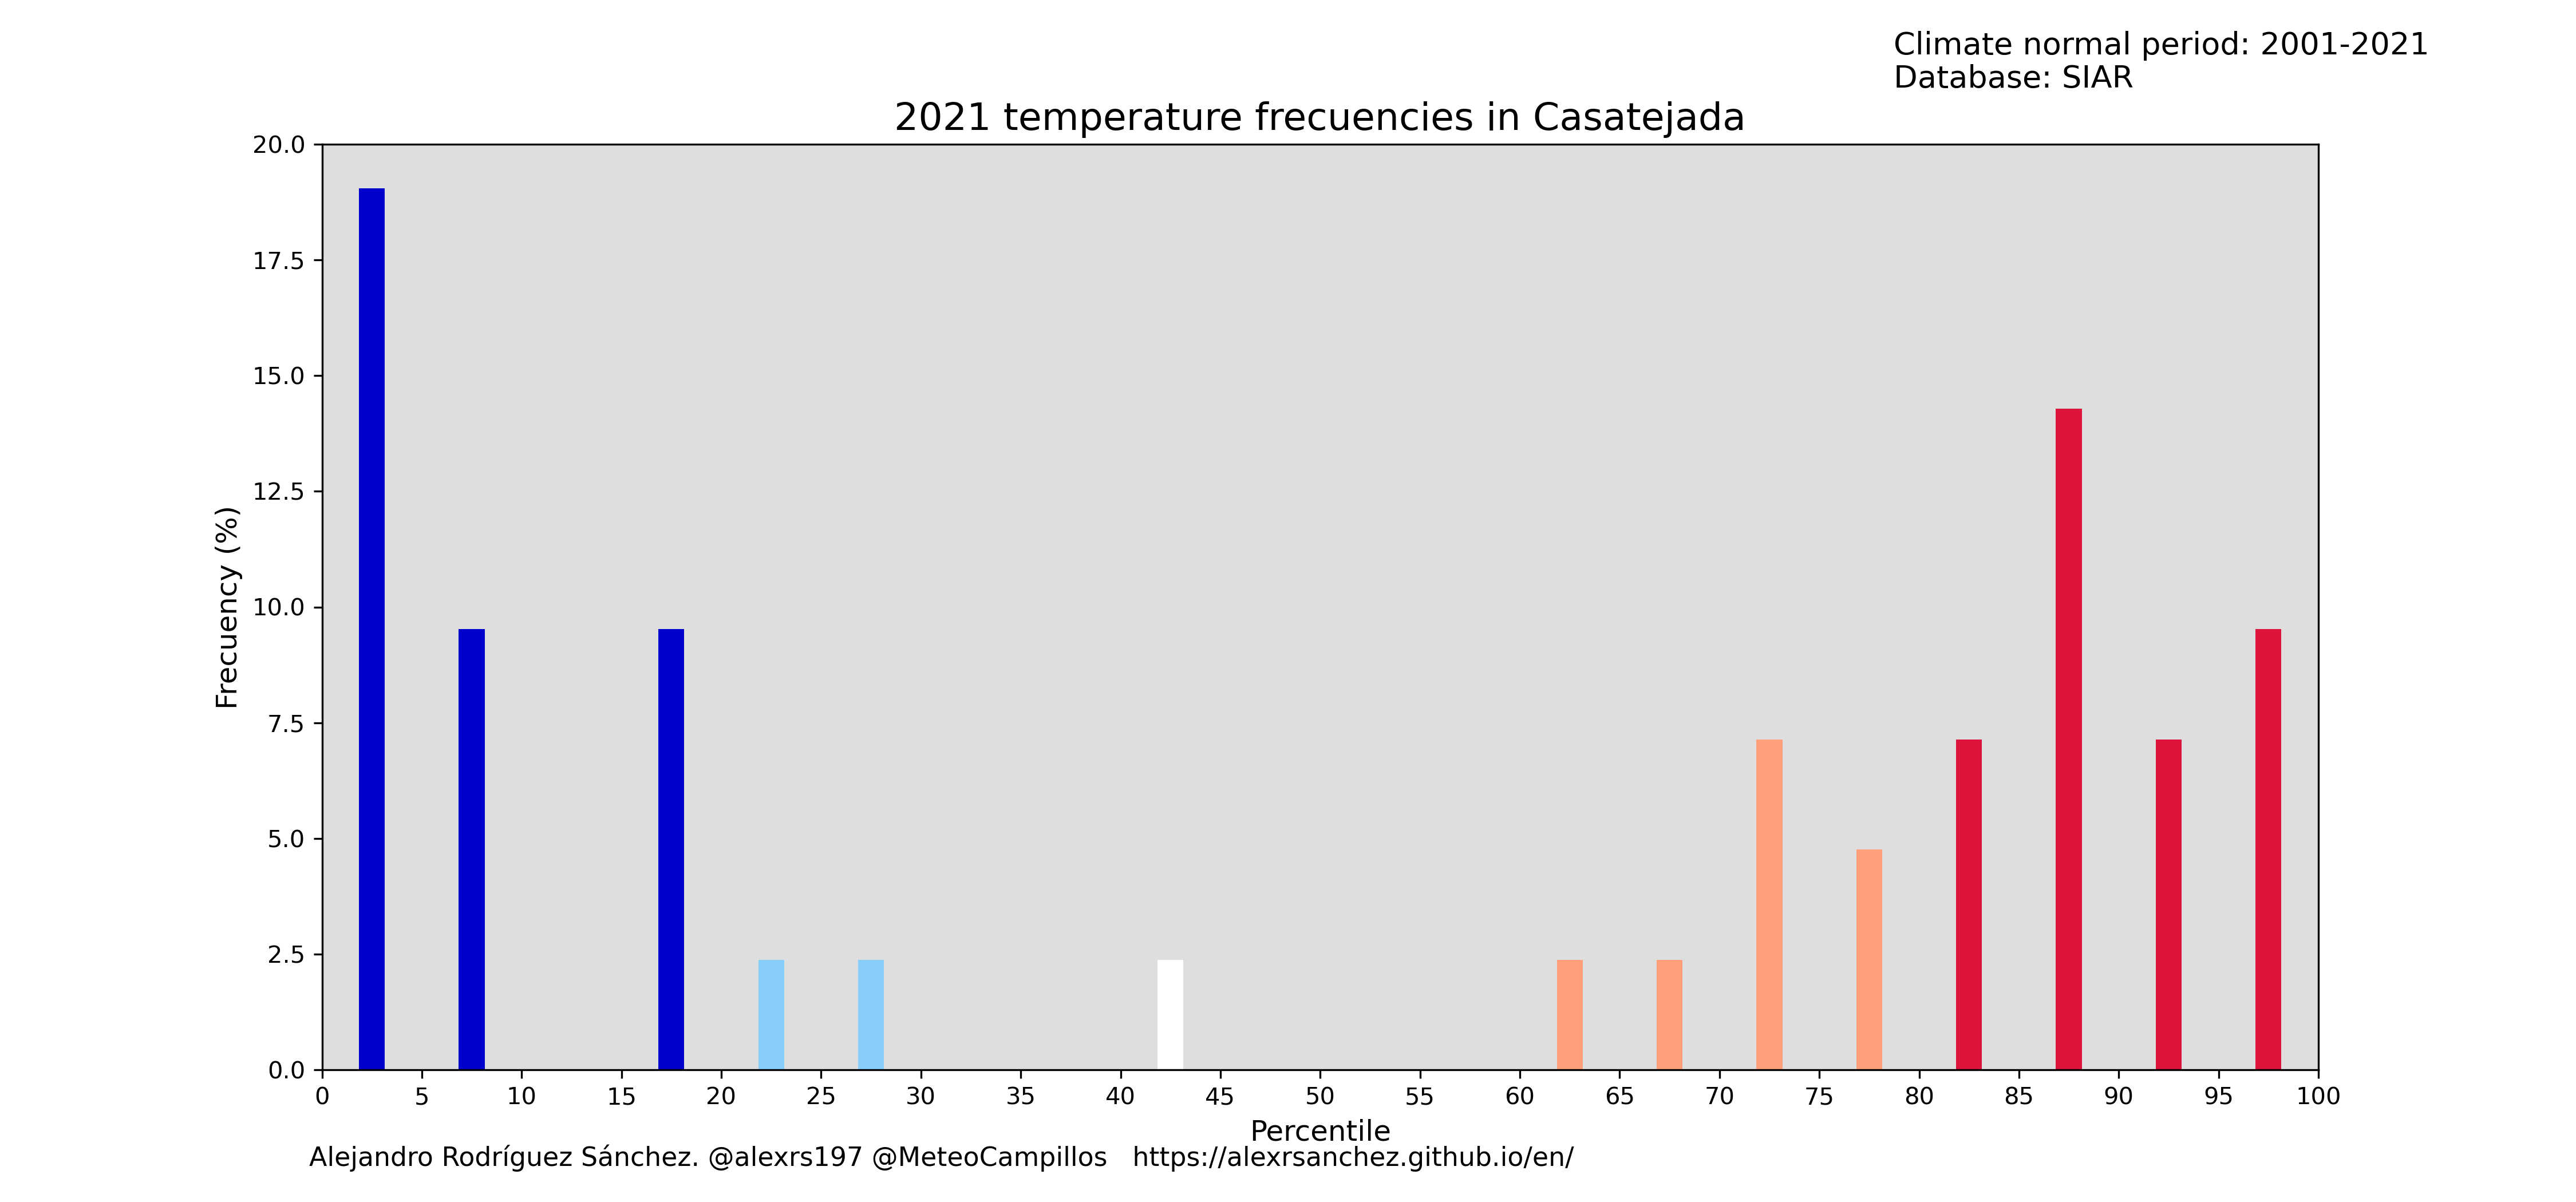 Climate normal period: 2001-2021
Database: SIAR
2021 temperature frecuencies in Casatejada
20.0
17.5
15.0
12.5
10.0
7.5
5.0
2.5
0.0
Frecuency (%)
0 5 10 15 20 25 30 35 40 45 50 55 60 65 70 75 80 85 90 95 100
Percentile
Alejandro Rodríguez Sánchez. @alexrs197 @MeteoCampillos https://alexrsanchez.github.io/en/